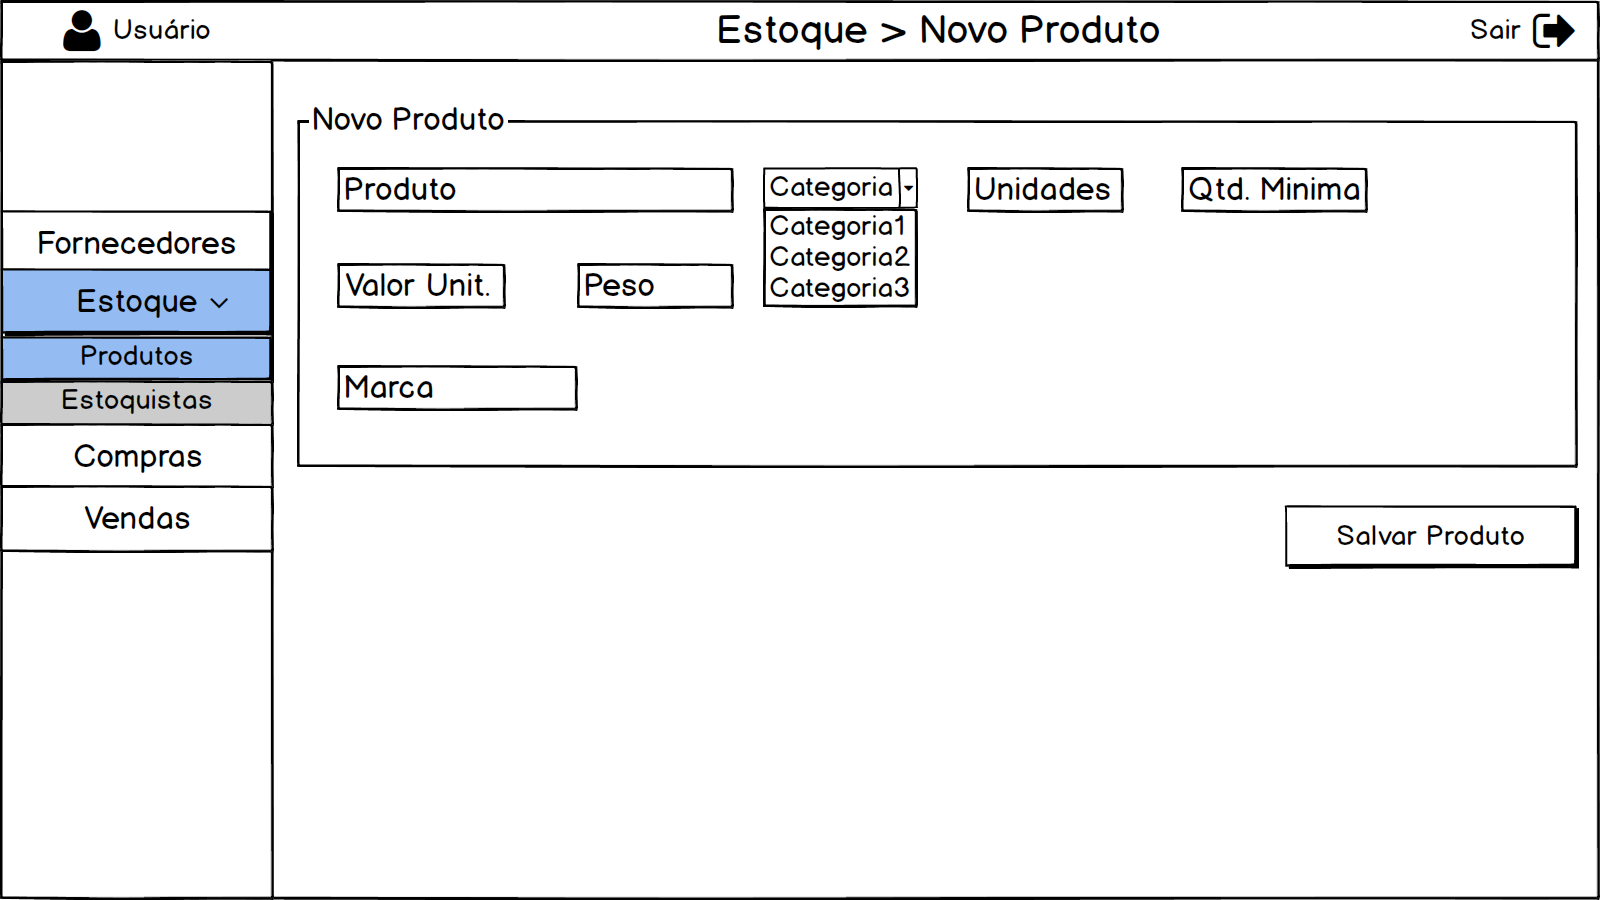 Usuário
Estoque > Novo Produto
Sair
Fornecedores
Estoque
Produtos
Estoquistas
Compras
Vendas
Novo Produto
Produto
Categoria
Unidades
Qtd. Minima
Categoria1
Categoria2
Categoria3
Valor Unit.
Peso
Marca
Salvar Produto